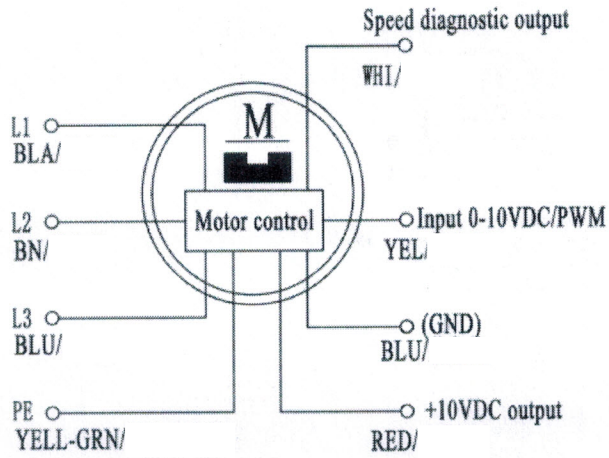 Speed diagnostic output
WHI/
M
L1
BLA/
L2
BN/
Motor control
Input 0-10VDC/PWM
YEL/
L3
BLU/
(GND)
BLU/
PE
YELL-GRN/
+10VDC output
RED/